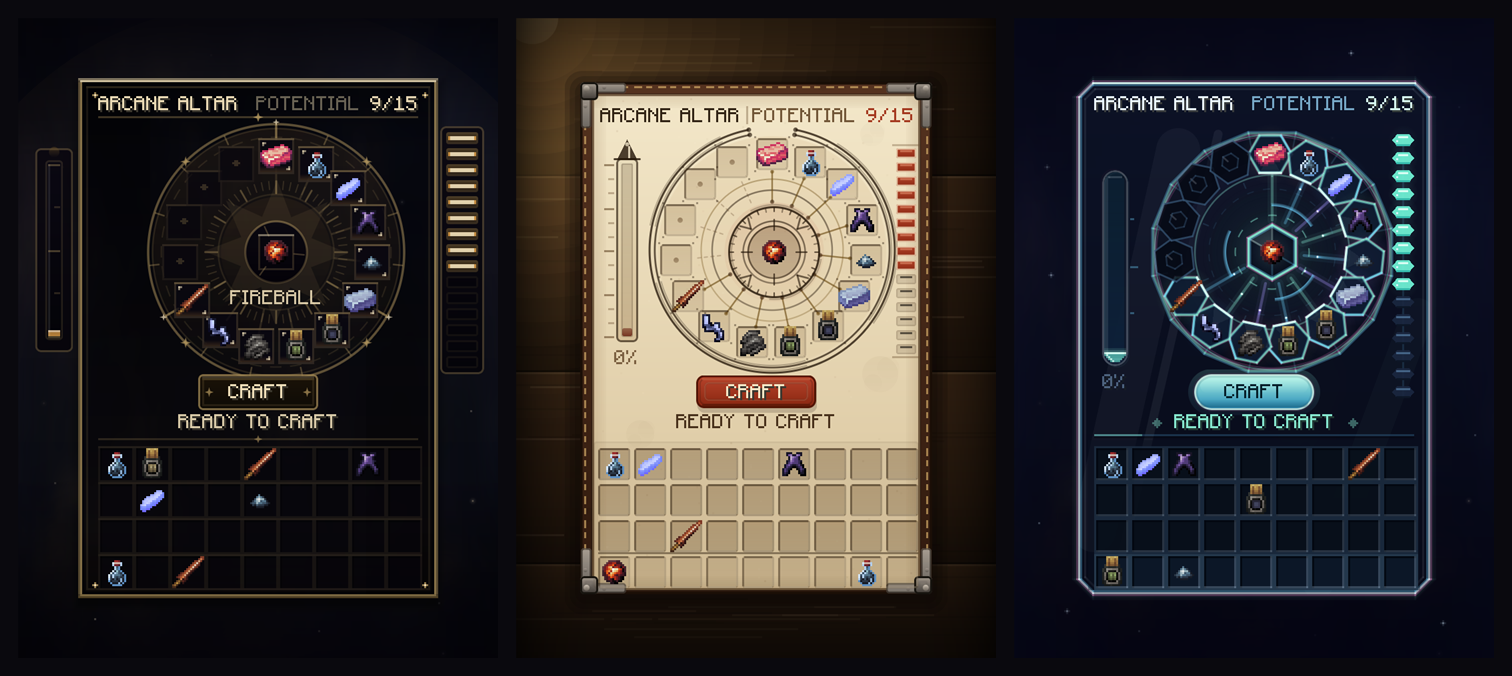 ARCANE ALTAR POTENTIAL 9/15
FIREBALL
CRAFT
READY TO CRAFT
ARCANE ALTAR POTENTIAL 9/15
0%
CRAFT
READY TO CRAFT
ARCANE ALTAR POTENTIAL 9/15
0%
CRAFT
READY TO CRAFT